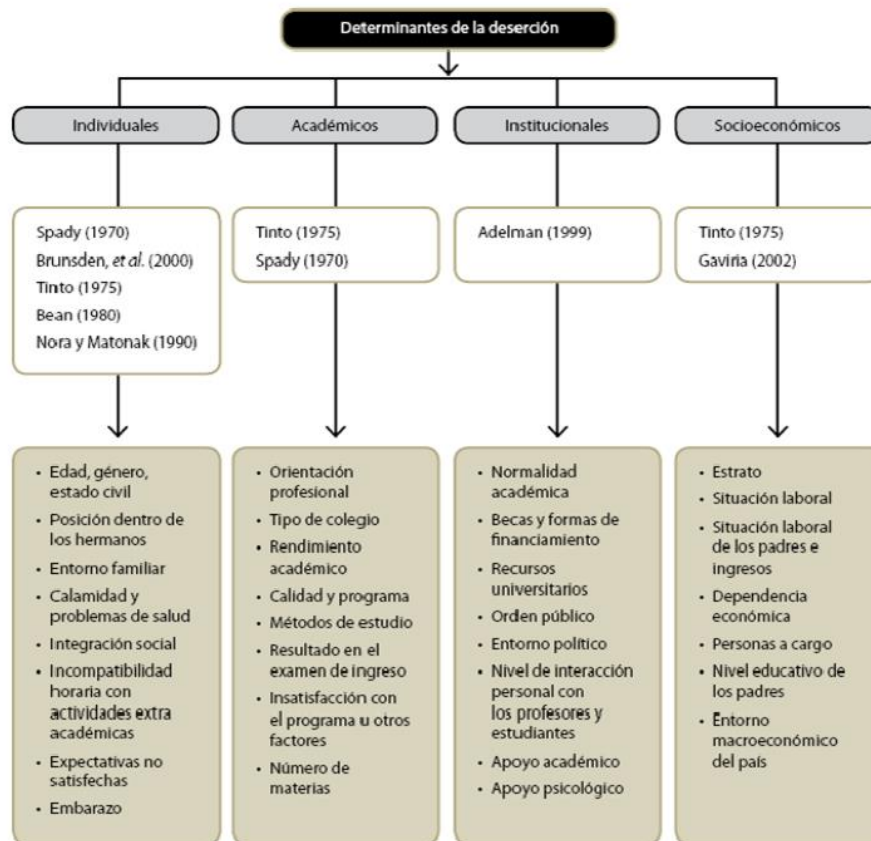 Determinantes de la deserción
Individuales
Académicos
Institucionales
Socioeconómicos
Spady (1970)
Brunsden, et al. (2000)
Tinto (1975)
Bean (1980)
Nora y Matonak (1990)
Tinto (1975)
Spady (1970)
Adelman (1999)
Tinto (1975)
Gaviria (2002)
• Edad, género,
estado civil
• Posición dentro de
los hermanos
• Entorno familiar
• Calamidad y
problemas de salud
• Integración social
• Incompatibilidad
horaria con
actividades extra
académicas
• Expectativas no
satisfechas
• Embarazo
• Orientación
profesional
• Tipo de colegio
• Rendimiento
académico
• Calidad y programa
• Métodos de estudio
• Resultado en el
examen de ingreso
• Insatisfacción con
el programa u otros
factores
• Número de
materias
• Normalidad
académica
• Becas y formas de
financiamiento
• Recursos
universitarios
• Orden público
• Entorno político
• Nivel de interacción
personal con
los profesores y
estudiantes
• Apoyo académico
• Apoyo psicológico
• Estrato
• Situación laboral
• Situación laboral
de los padres e
ingresos
• Dependencia
económica
• Personas a cargo
• Nivel educativo de
los padres
• Entorno
macroeconómico
del país